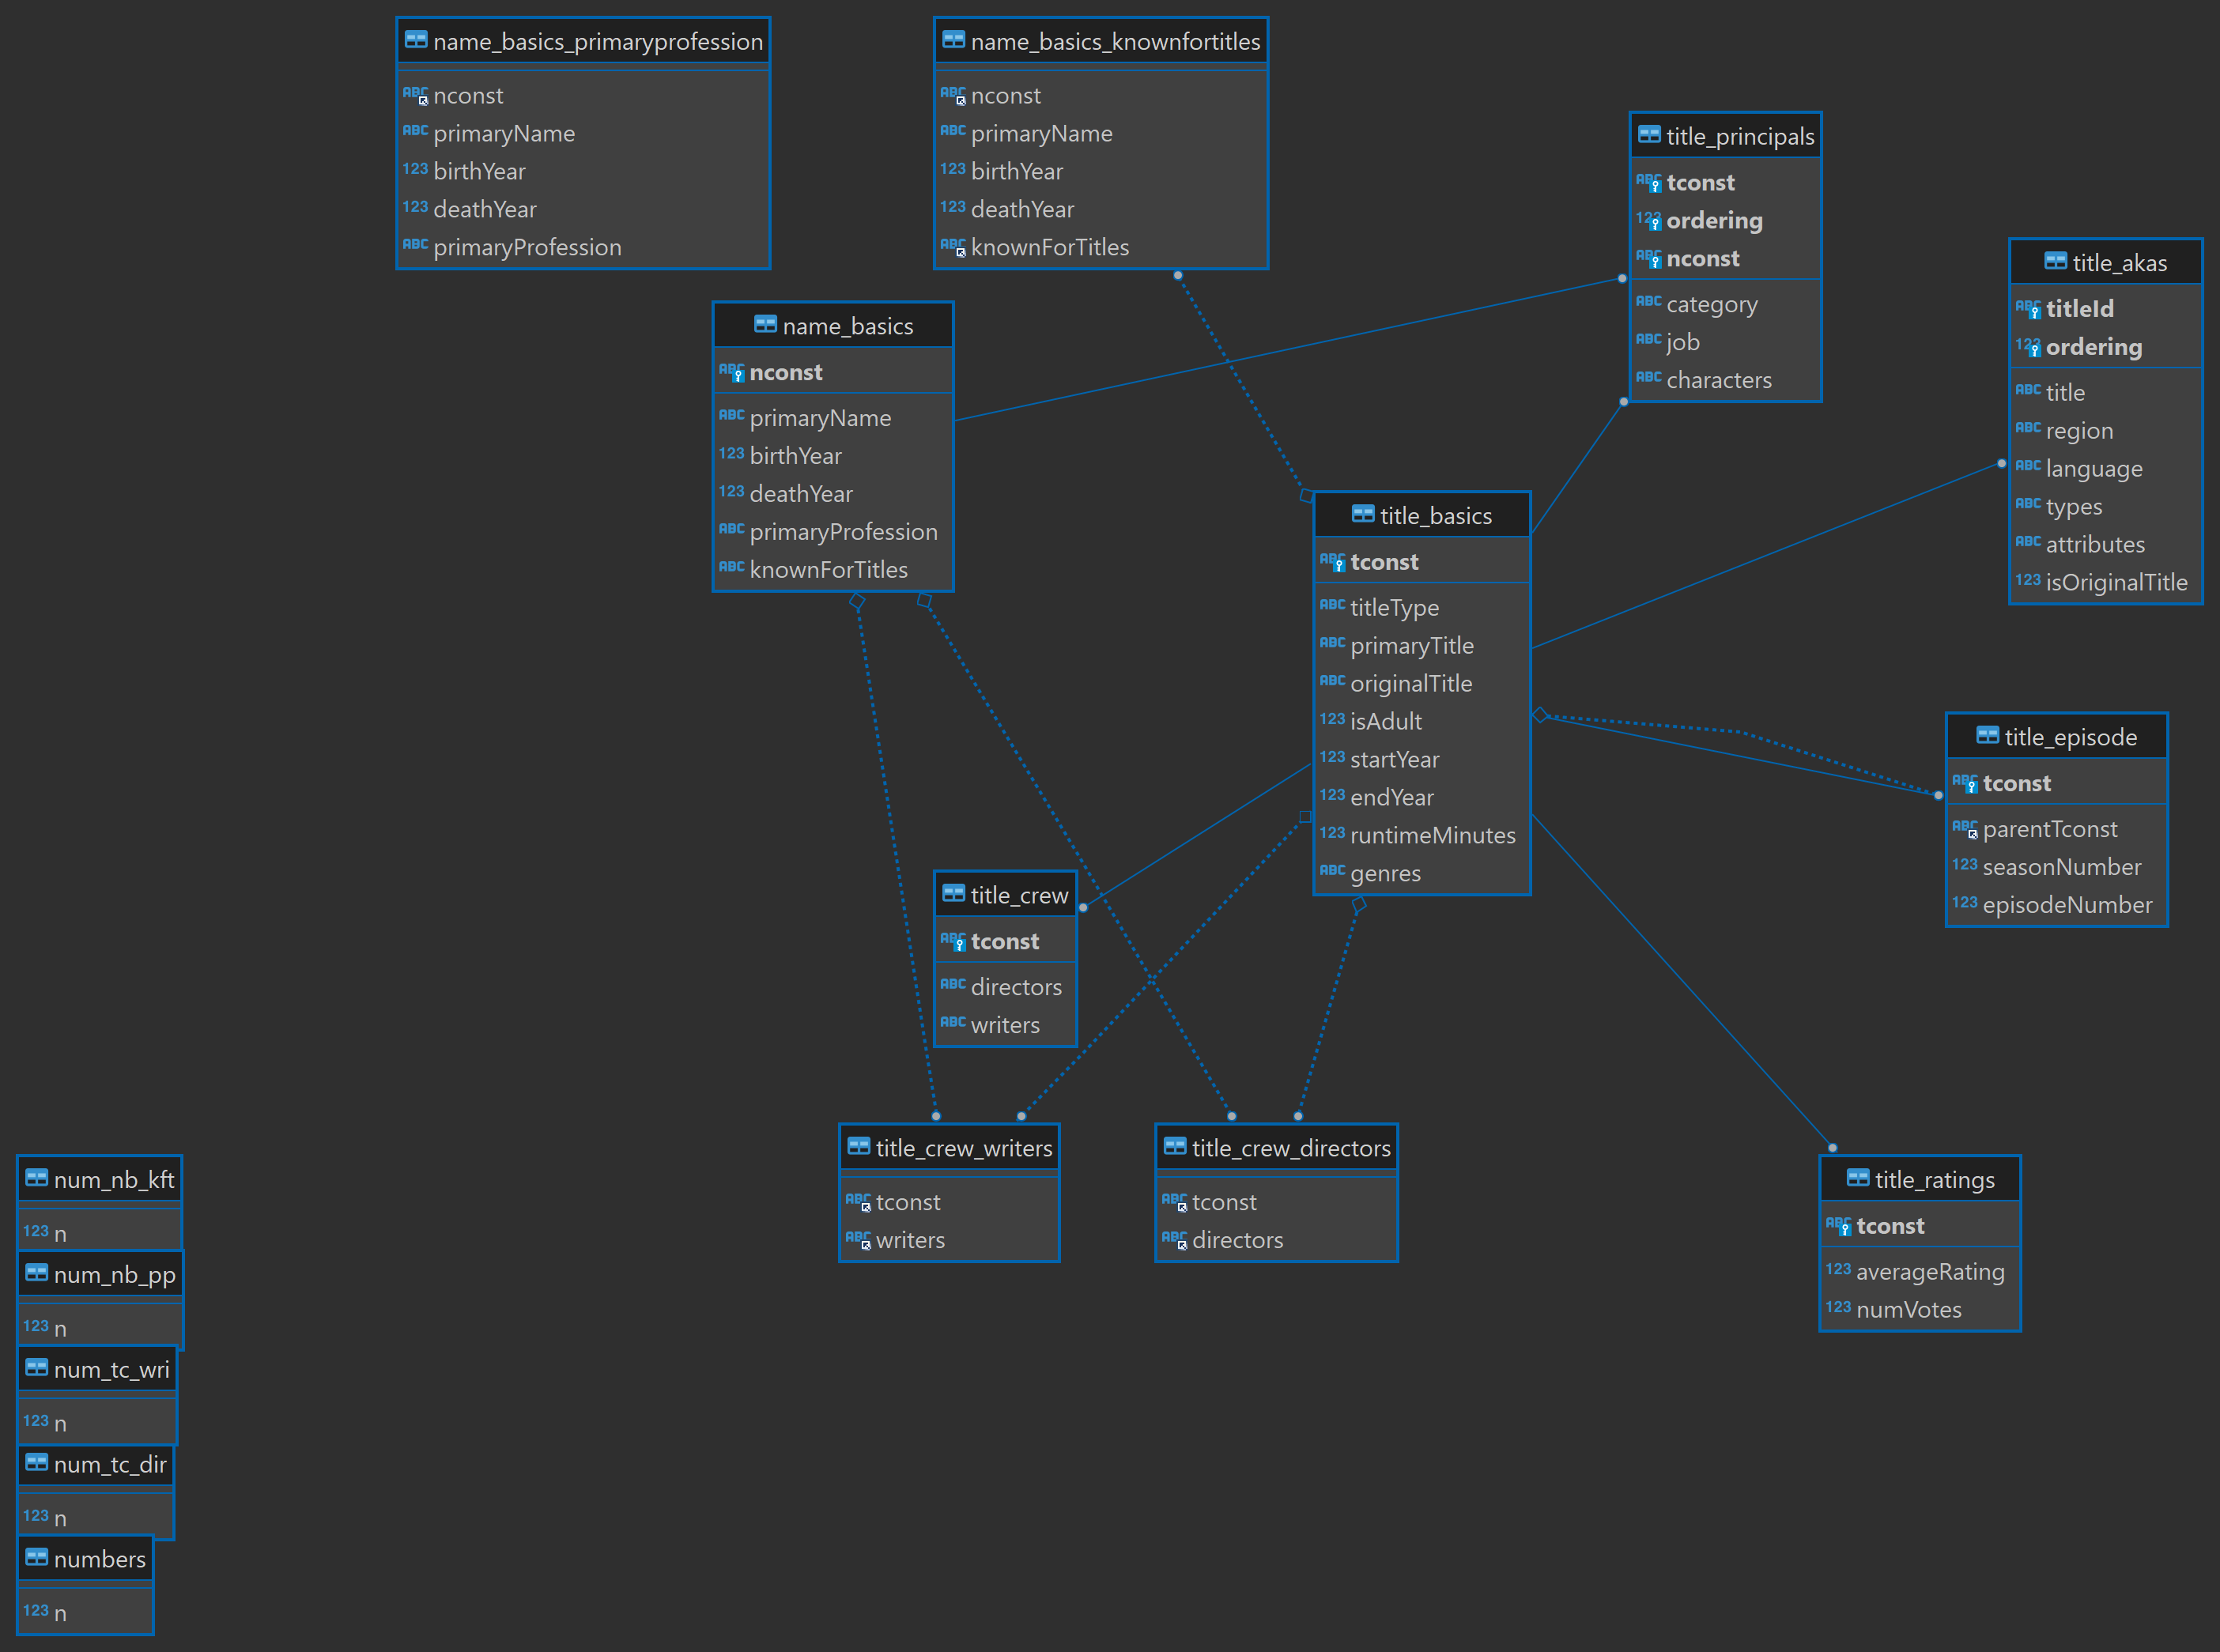 name_basics_primaryprofession
ABC nconst
ABC primaryName
123 birthYear
123 deathYear
ABC primaryProfession
name_basics_knownfortitles
ABC nconst
ABC primaryName
123 birthYear
123 deathYear
ABC knownForTitles
title_principals
ABC tconst
123 ordering
ABC nconst
ABC category
ABC job
ABC characters
title_akas
ABC titleId
123 ordering
ABC title
ABC region
ABC language
ABC types
ABC attributes
123 isOriginalTitle
name_basics
ABC nconst
ABC primaryName
123 birthYear
123 deathYear
ABC primaryProfession
ABC knownForTitles
title_basics
ABC tconst
ABC titleType
ABC primaryTitle
ABC originalTitle
123 isAdult
123 startYear
123 endYear
123 runtimeMinutes
ABC genres
title_episode
ABC tconst
ABC parentTconst
123 seasonNumber
123 episodeNumber
title_crew
ABC tconst
ABC directors
ABC writers
title_crew_writers
ABC tconst
ABC writers
title_crew_directors
ABC tconst
ABC directors
title_ratings
ABC tconst
123 averageRating
123 numVotes
num_nb_kft
123 n
num_nb_pp
123 n
num_tc_wri
123 n
num_tc_dir
123 n
numbers
123 n